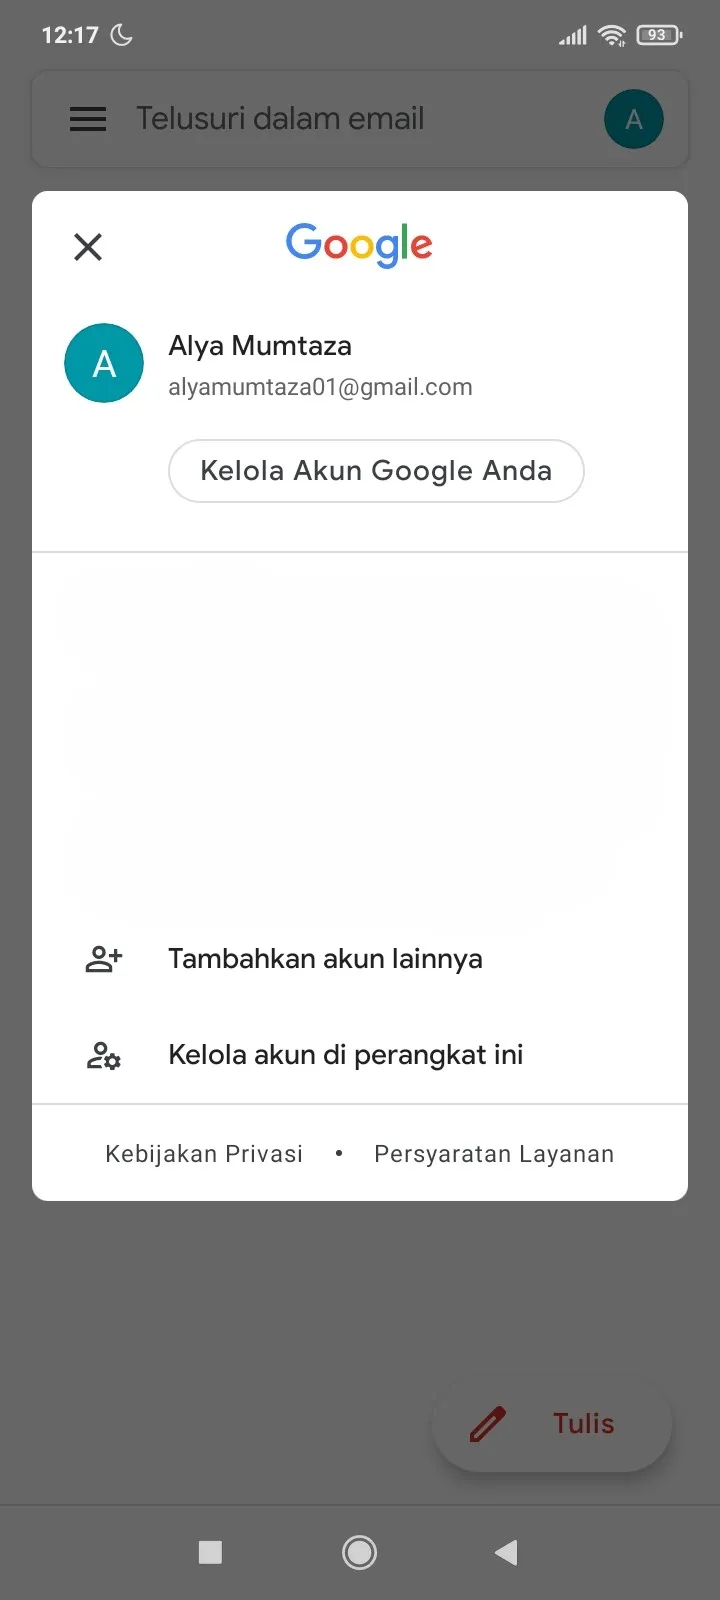 12:17
93
Telusuri dalam email
A
Google
A
Alya Mumtaza
alyamumtaza01@gmail.com
Kelola Akun Google Anda
Tambahkan akun lainnya
Kelola akun di perangkat ini
Kebijakan Privasi • Persyaratan Layanan
Tulis